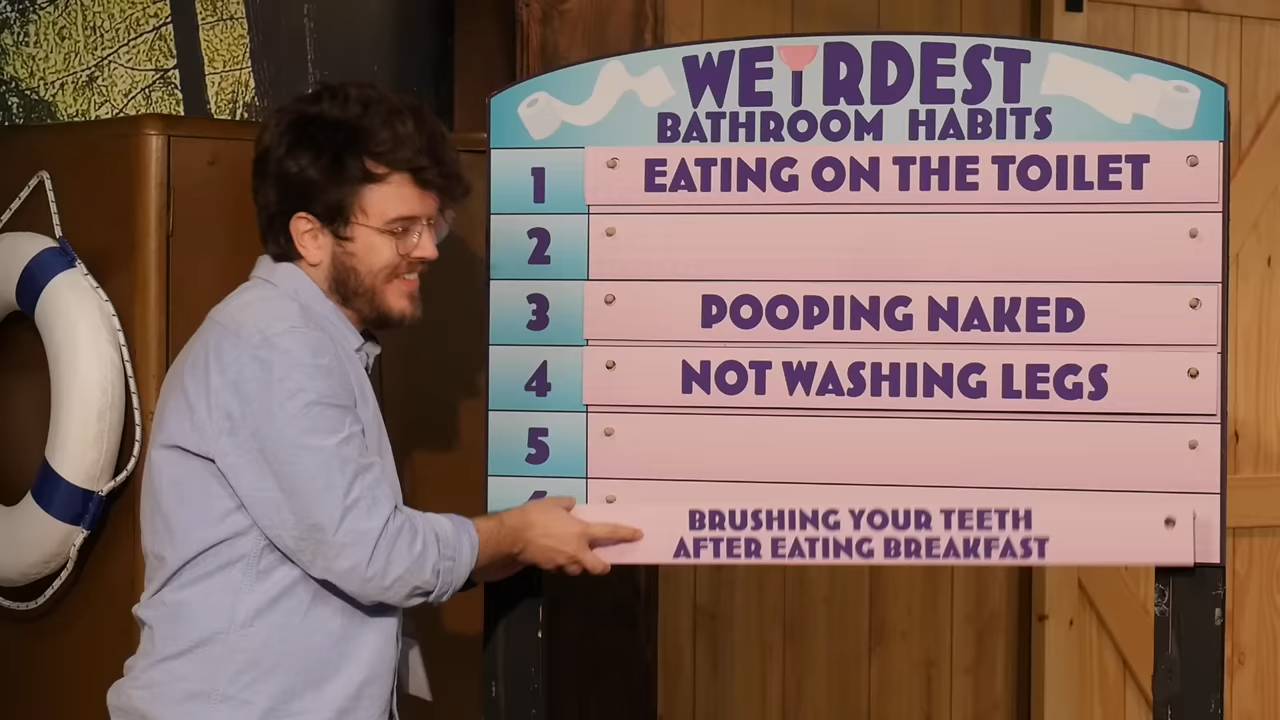 WEIRDEST
BATHROOM HABITS
1 EATING ON THE TOILET
2
3 POOPING NAKED
4 NOT WASHING LEGS
5
BRUSHING YOUR TEETH
AFTER EATING BREAKFAST